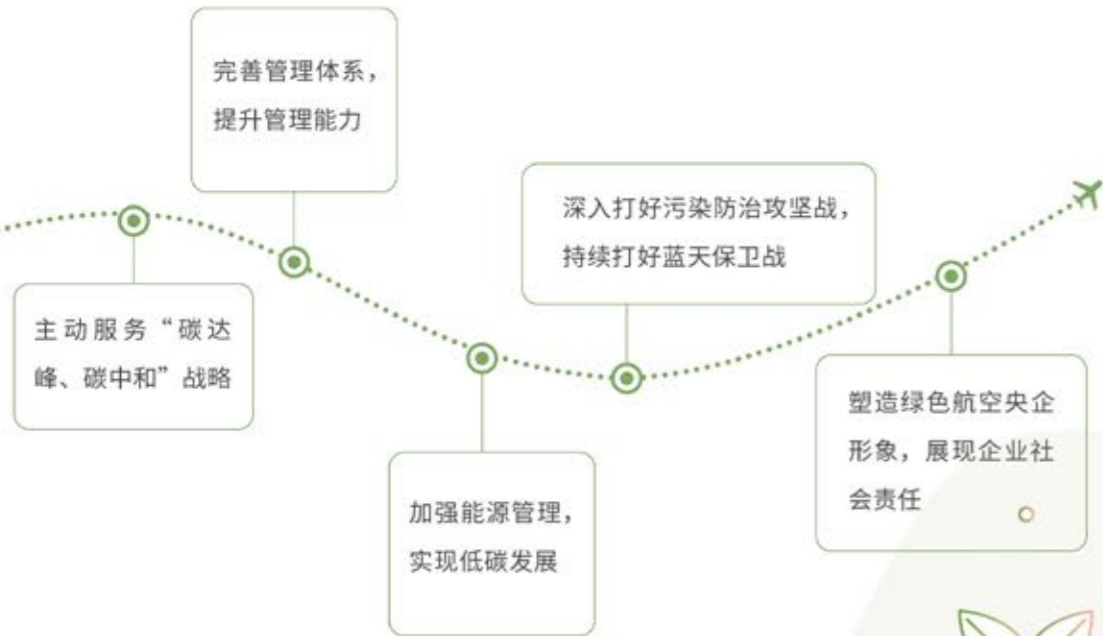 完善管理体系，
提升管理能力
主动服务“碳达
峰、碳中和”战略
深入打好污染防治攻坚战，
持续打好蓝天保卫战
加强能源管理，
实现低碳发展
塑造绿色航空央企
形象，展现企业社
会责任